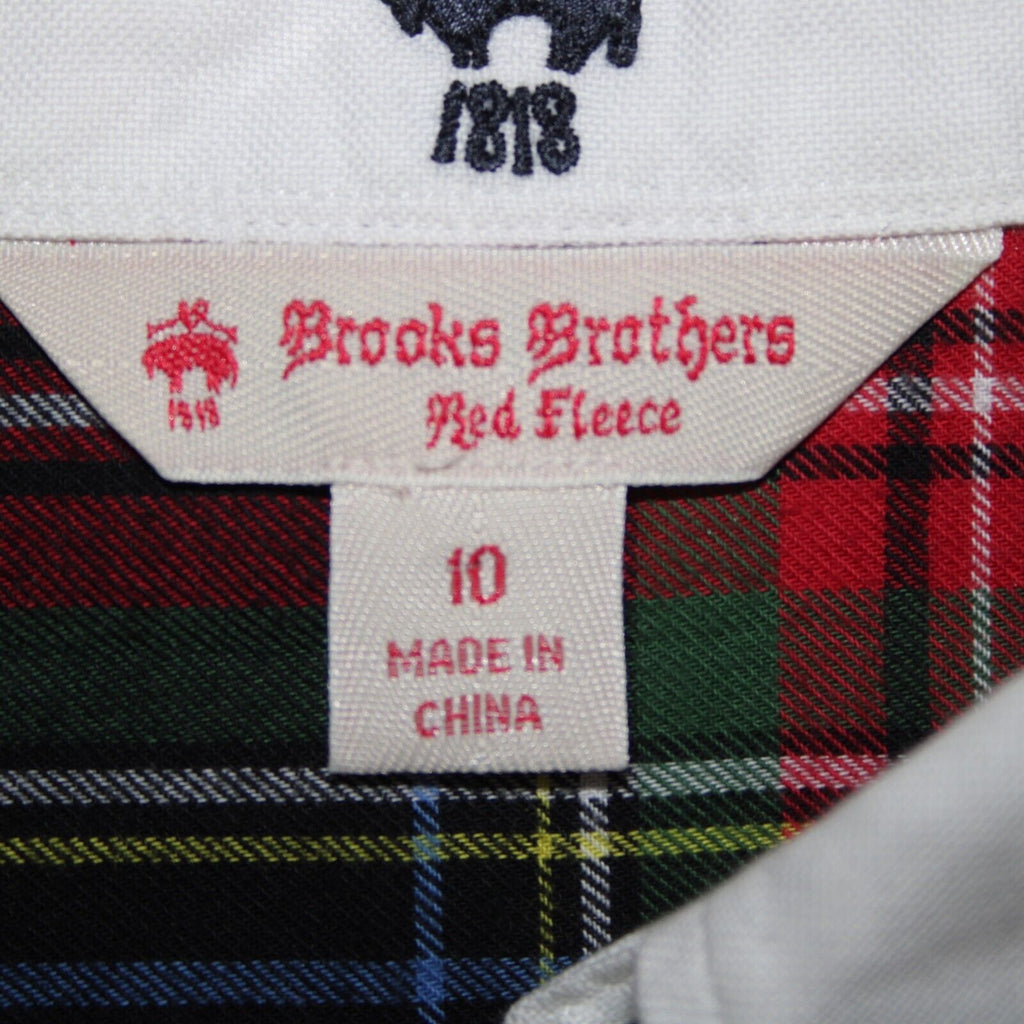 1818
Brooks Brothers
1818
Red Fleece
10
MADE IN
CHINA